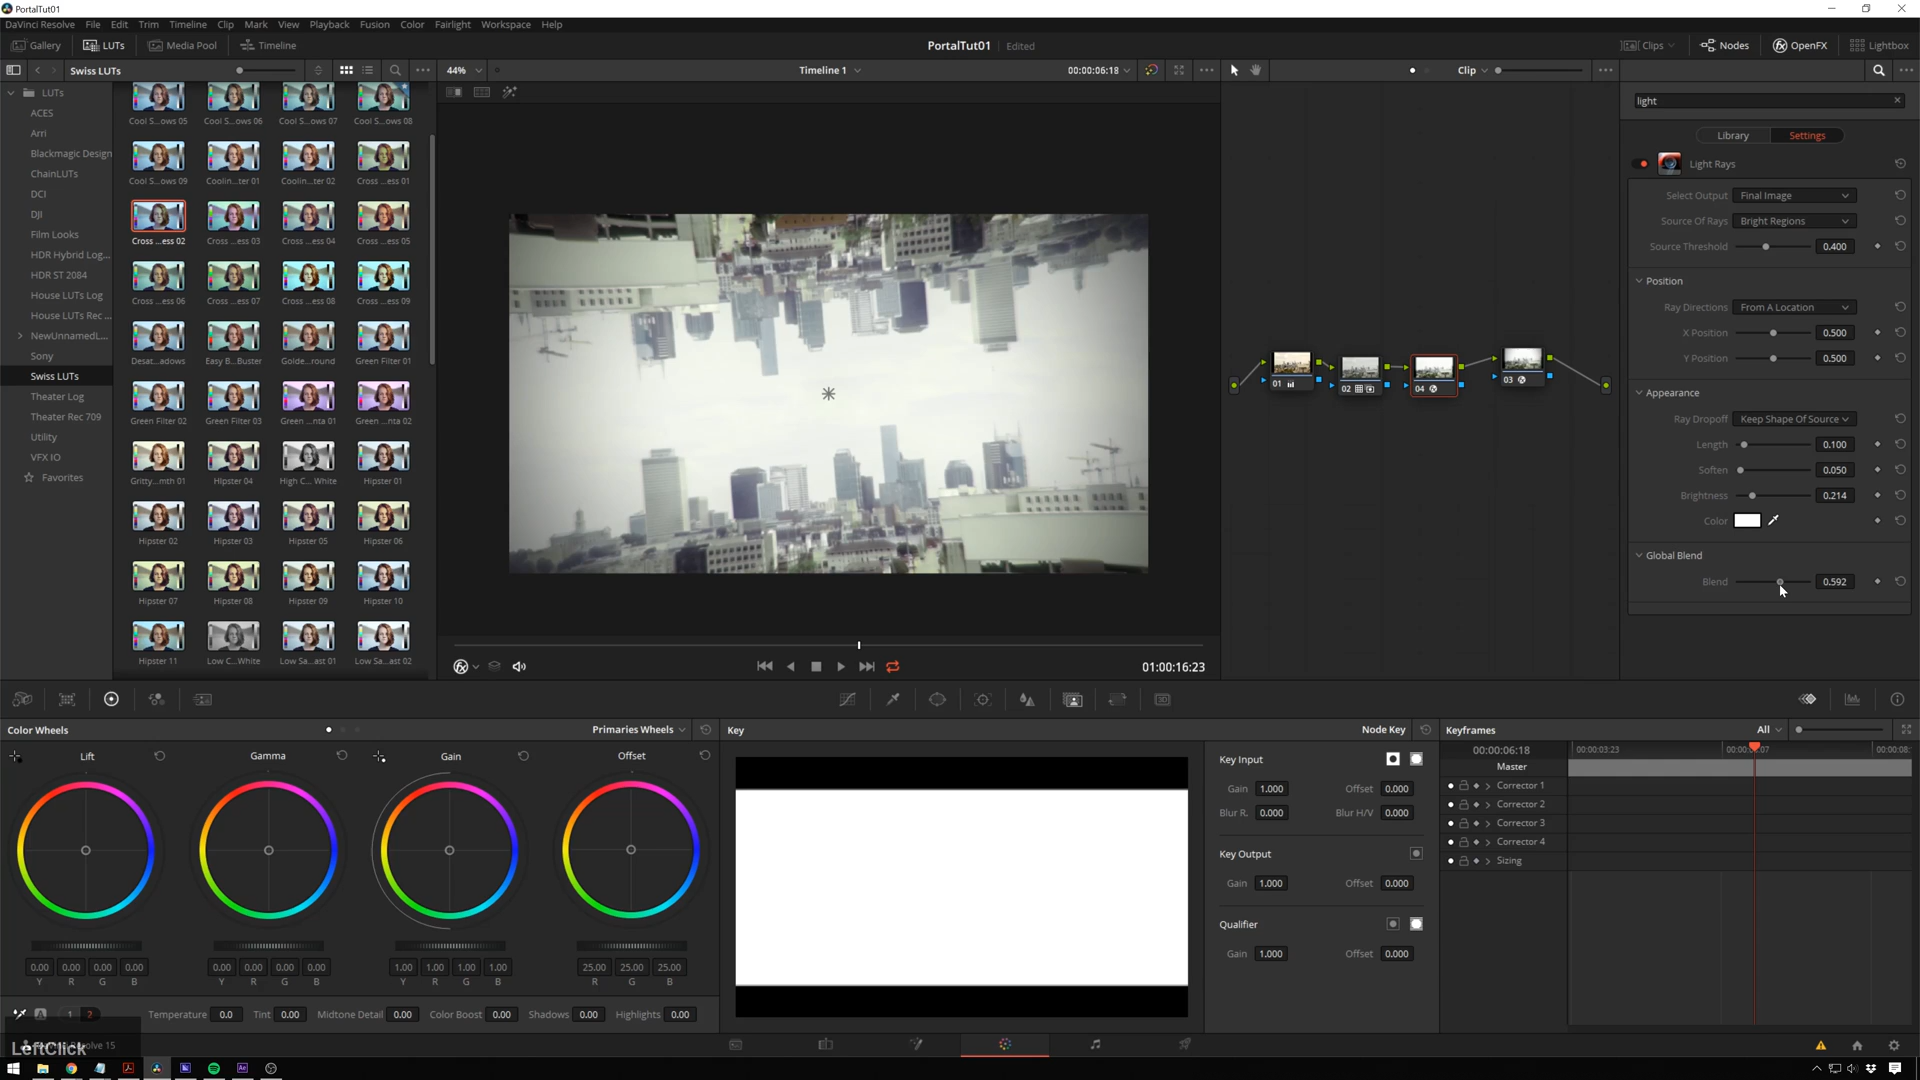 PortalTut01
DaVinci Resolve File Edit Trim Timeline Clip Mark View Playback Fusion Color Fairlight Workspace Help
Gallery LUTs Media Pool Timeline PortalTut01 Edited Clips Nodes OpenFX Lightbox
Swiss LUTs 44% Timeline 1 00:00:06:18 Clip
LUTs
ACES
Arri
Blackmagic Design
ChainLUTs
DCI
DJI
Film Looks
HDR Hybrid Log...
HDR ST 2084
House LUTs Log
House LUTs Rec ...
NewUnnamedL...
Sony
Swiss LUTs
Theater Log
Theater Rec 709
Utility
VFX IO
Favorites
Cool S...ows 05 Cool S...ows 06 Cool S...ows 07 Cool S...ows 08
Cool S...ows 09 Coolin...ter 01 Coolin...ter 02 Cross ...ess 01
Cross ...ess 02 Cross ...ess 03 Cross ...ess 04 Cross ...ess 05
Cross ...ess 06 Cross ...ess 07 Cross ...ess 08 Cross ...ess 09
Desat...adows Easy B...Buster Golde...round Green Filter 01
Green Filter 02 Green Filter 03 Green ...nta 01 Green ...nta 02
Gritty...mth 01 Hipster 04 High C... White Hipster 01
Hipster 02 Hipster 03 Hipster 05 Hipster 06
Hipster 07 Hipster 08 Hipster 09 Hipster 10
Hipster 11 Low C...White Low Sa...ast 01 Low Sa...ast 02
01:00:16:23
01 02 04 03
light
Library Settings
Light Rays
Select Output Final Image
Source Of Rays Bright Regions
Source Threshold 0.400
Position
Ray Directions From A Location
X Position 0.500
Y Position 0.500
Appearance
Ray Dropoff Keep Shape Of Source
Length 0.100
Soften 0.050
Brightness 0.214
Color
Global Blend
Blend 0.592
Color Wheels Primaries Wheels
Lift Gamma Gain Offset
0.00 0.00 0.00 0.00 0.00 0.00 0.00 0.00 1.00 1.00 1.00 1.00 25.00 25.00 25.00
Y R G B Y R G B Y R G B R G B
A 1 2 Temperature 0.0 Tint 0.00 Midtone Detail 0.00 Color Boost 0.00 Shadows 0.00 Highlights 0.00
Key Node Key
Key Input
Gain 1.000 Offset 0.000
Blur R. 0.000 Blur H/V 0.000
Key Output
Gain 1.000 Offset 0.000
Qualifier
Gain 1.000 Offset 0.000
Keyframes All
00:00:06:18 00:00:03:23
Master
Corrector 1
Corrector 2
Corrector 3
Corrector 4
Sizing
LeftClick